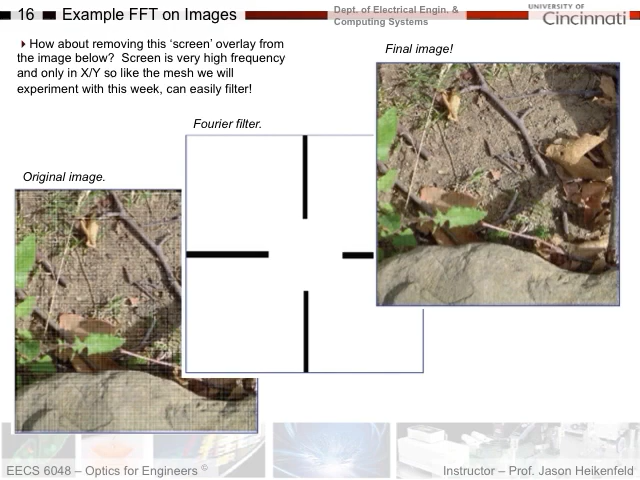 16
Example FFT on Images
Dept. of Electrical Engin. &
Computing Systems
UNIVERSITY OF
Cincinnati
How about removing this ‘screen’ overlay from
the image below? Screen is very high frequency
and only in X/Y so like the mesh we will
experiment with this week, can easily filter!
Final image!
Fourier filter.
Original image.
EECS 6048 – Optics for Engineers ©
Instructor – Prof. Jason Heikenfeld